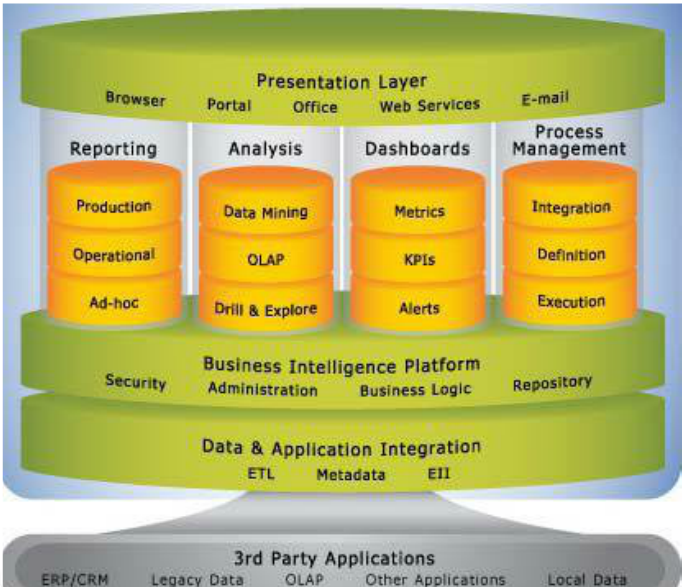 Presentation Layer
Browser Portal Office Web Services E-mail
Reporting Analysis Dashboards Process Management
Production Data Mining Metrics Integration
Operational OLAP KPIs Definition
Ad-hoc Drill & Explore Alerts Execution
Business Intelligence Platform
Security Administration Business Logic Repository
Data & Application Integration
ETL Metadata EII
3rd Party Applications
ERP/CRM Legacy Data OLAP Other Applications Local Data